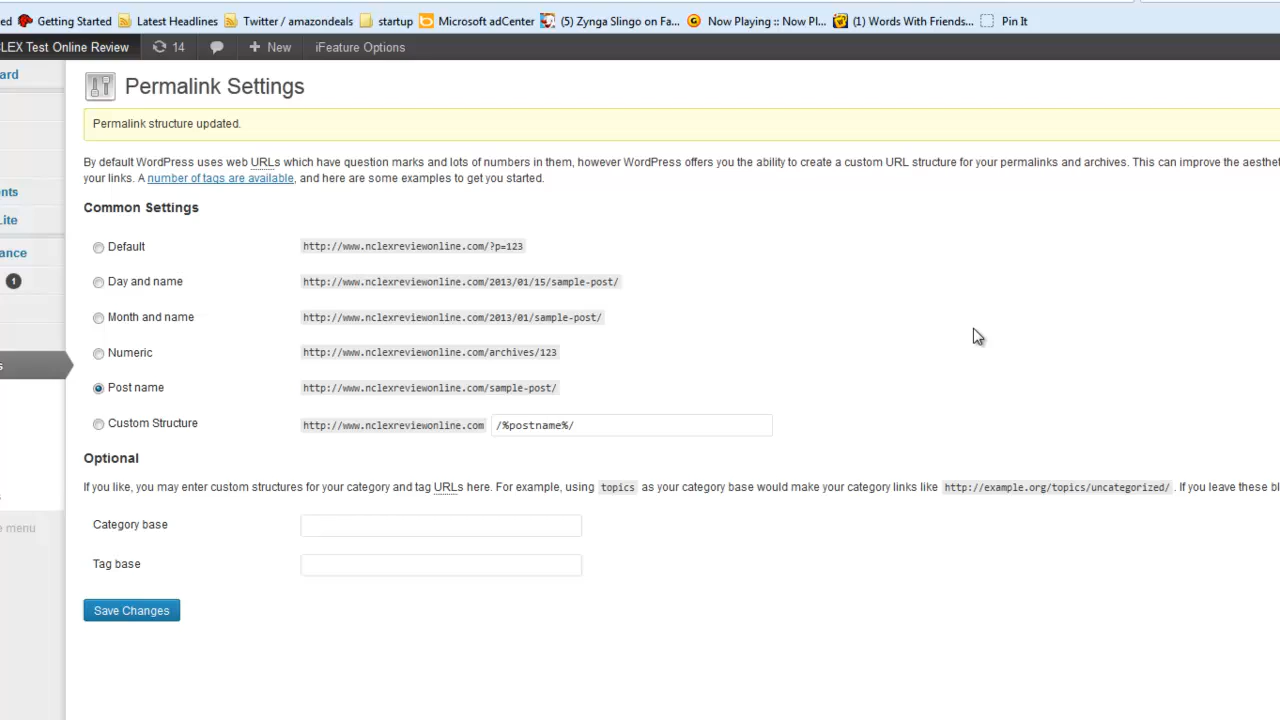 ed Getting Started Latest Headlines Twitter / amazondeals startup Microsoft adCenter (5) Zynga Slingo on Fa... Now Playing :: Now Pl... (1) Words With Friends... Pin It
LEX Test Online Review 14 New iFeature Options
ard
Permalink Settings
Permalink structure updated.
By default WordPress uses web URLs which have question marks and lots of numbers in them, however WordPress offers you the ability to create a custom URL structure for your permalinks and archives. This can improve the aesthet
your links. A number of tags are available, and here are some examples to get you started.
ents
Common Settings
Lite
Default http://www.nclexreviewonline.com/?p=123
ance
Day and name http://www.nclexreviewonline.com/2013/01/15/sample-post/
1
Month and name http://www.nclexreviewonline.com/2013/01/sample-post/
Numeric http://www.nclexreviewonline.com/archives/123
s
Post name http://www.nclexreviewonline.com/sample-post/
Custom Structure http://www.nclexreviewonline.com /%postname%/
Optional
If you like, you may enter custom structures for your category and tag URLs here. For example, using topics as your category base would make your category links like http://example.org/topics/uncategorized/ . If you leave these bl
s
Category base
e menu
Tag base
Save Changes